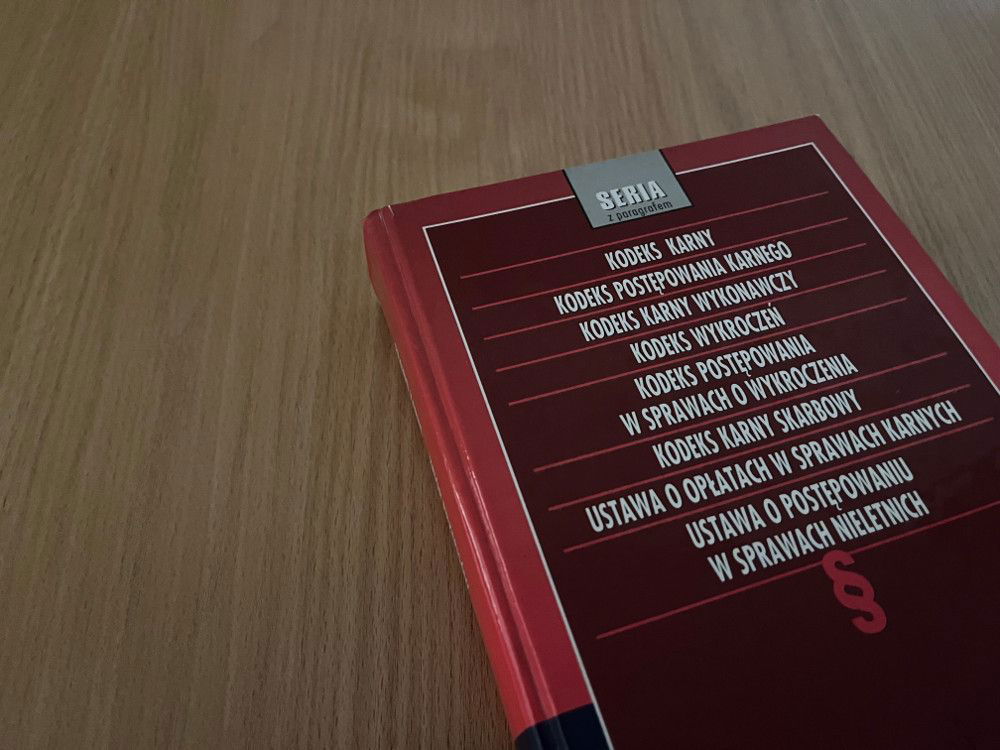 SERIA
z paragrafem
KODEKS KARNY
KODEKS POSTĘPOWANIA KARNEGO
KODEKS KARNY WYKONAWCZY
KODEKS WYKROCZEŃ
KODEKS POSTĘPOWANIA
W SPRAWACH O WYKROCZENIA
KODEKS KARNY SKARBOWY
USTAWA O OPŁATACH W SPRAWACH KARNYCH
USTAWA O POSTĘPOWANIU
W SPRAWACH NIELETNICH
§